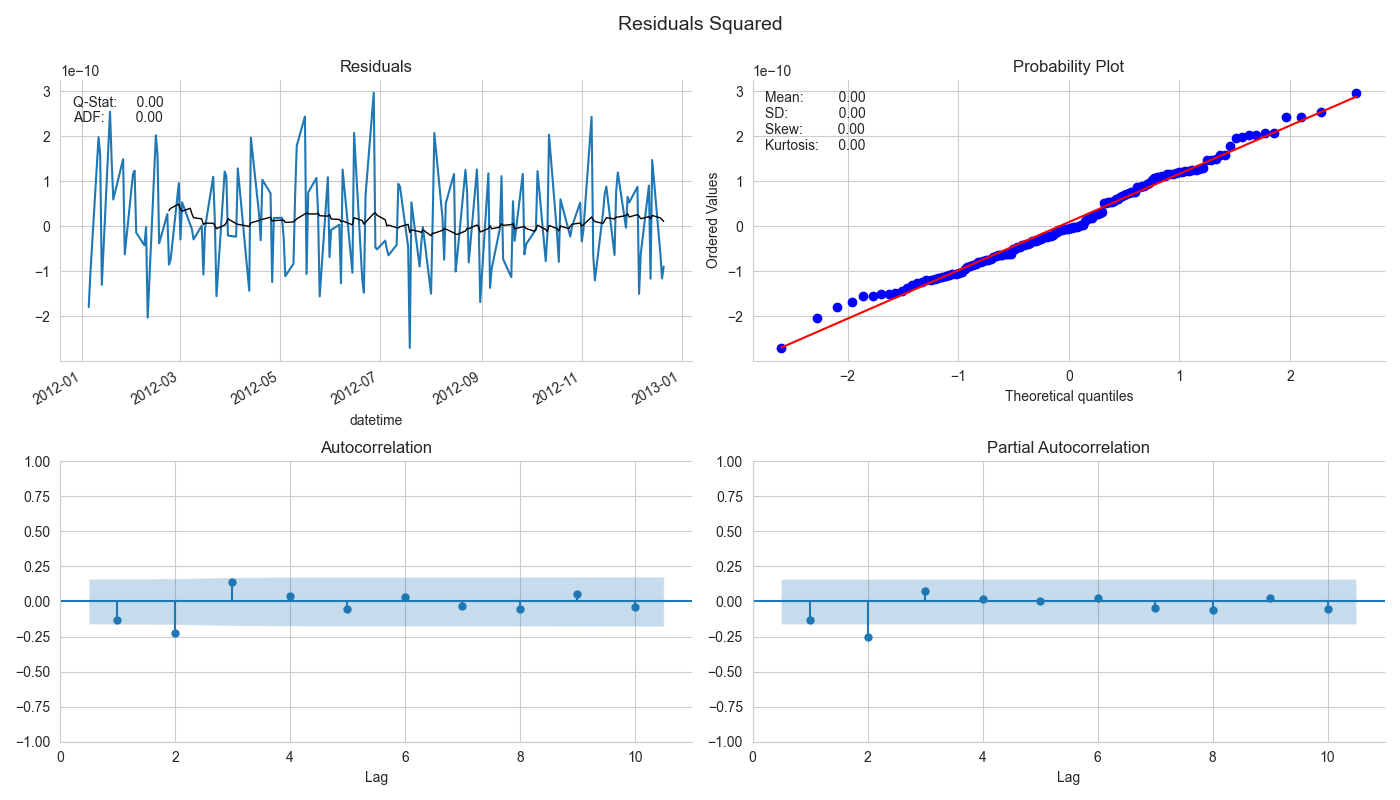 Residuals Squared
Residuals
1e−10
Q-Stat: 0.00
ADF: 0.00
3
2
1
0
−1
−2
2012-01
2012-03
2012-05
2012-07
2012-09
2012-11
2013-01
datetime
Probability Plot
1e−10
Mean: 0.00
SD: 0.00
Skew: 0.00
Kurtosis: 0.00
Ordered Values
3
2
1
0
−1
−2
−2 −1 0 1 2
Theoretical quantiles
Autocorrelation
1.00
0.75
0.50
0.25
0.00
−0.25
−0.50
−0.75
−1.00
0 2 4 6 8 10
Lag
Partial Autocorrelation
1.00
0.75
0.50
0.25
0.00
−0.25
−0.50
−0.75
−1.00
0 2 4 6 8 10
Lag